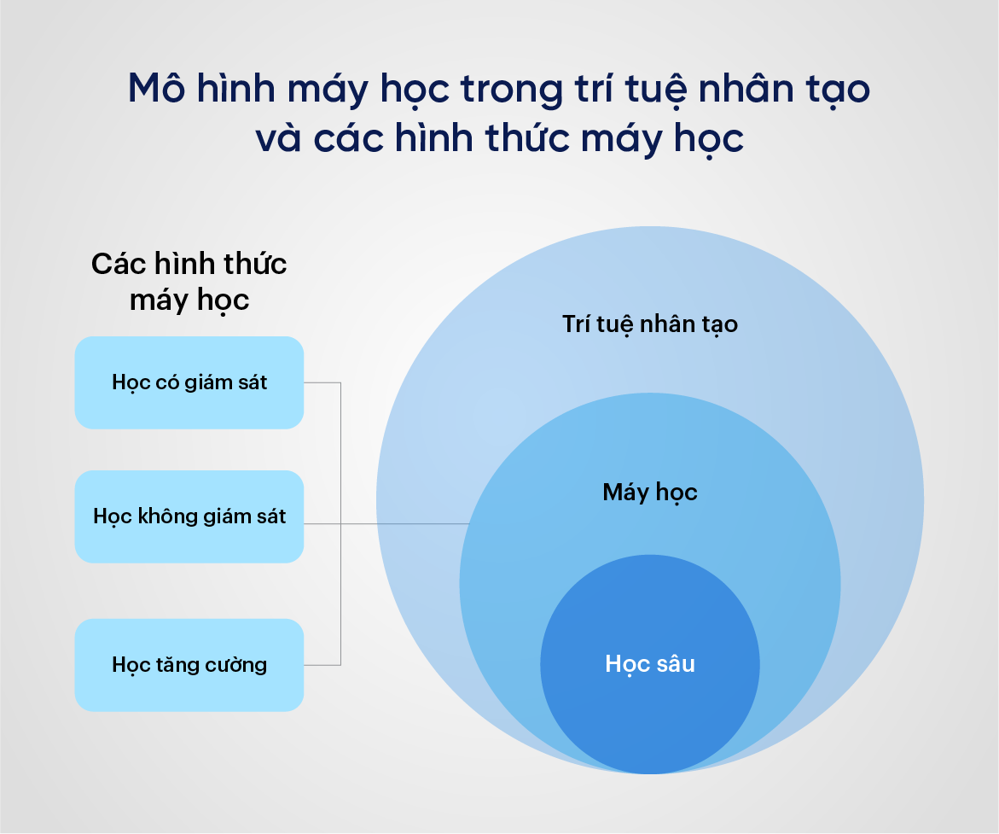 Mô hình máy học trong trí tuệ nhân tạo
và các hình thức máy học
Các hình thức
máy học
Học có giám sát
Học không giám sát
Học tăng cường
Trí tuệ nhân tạo
Máy học
Học sâu